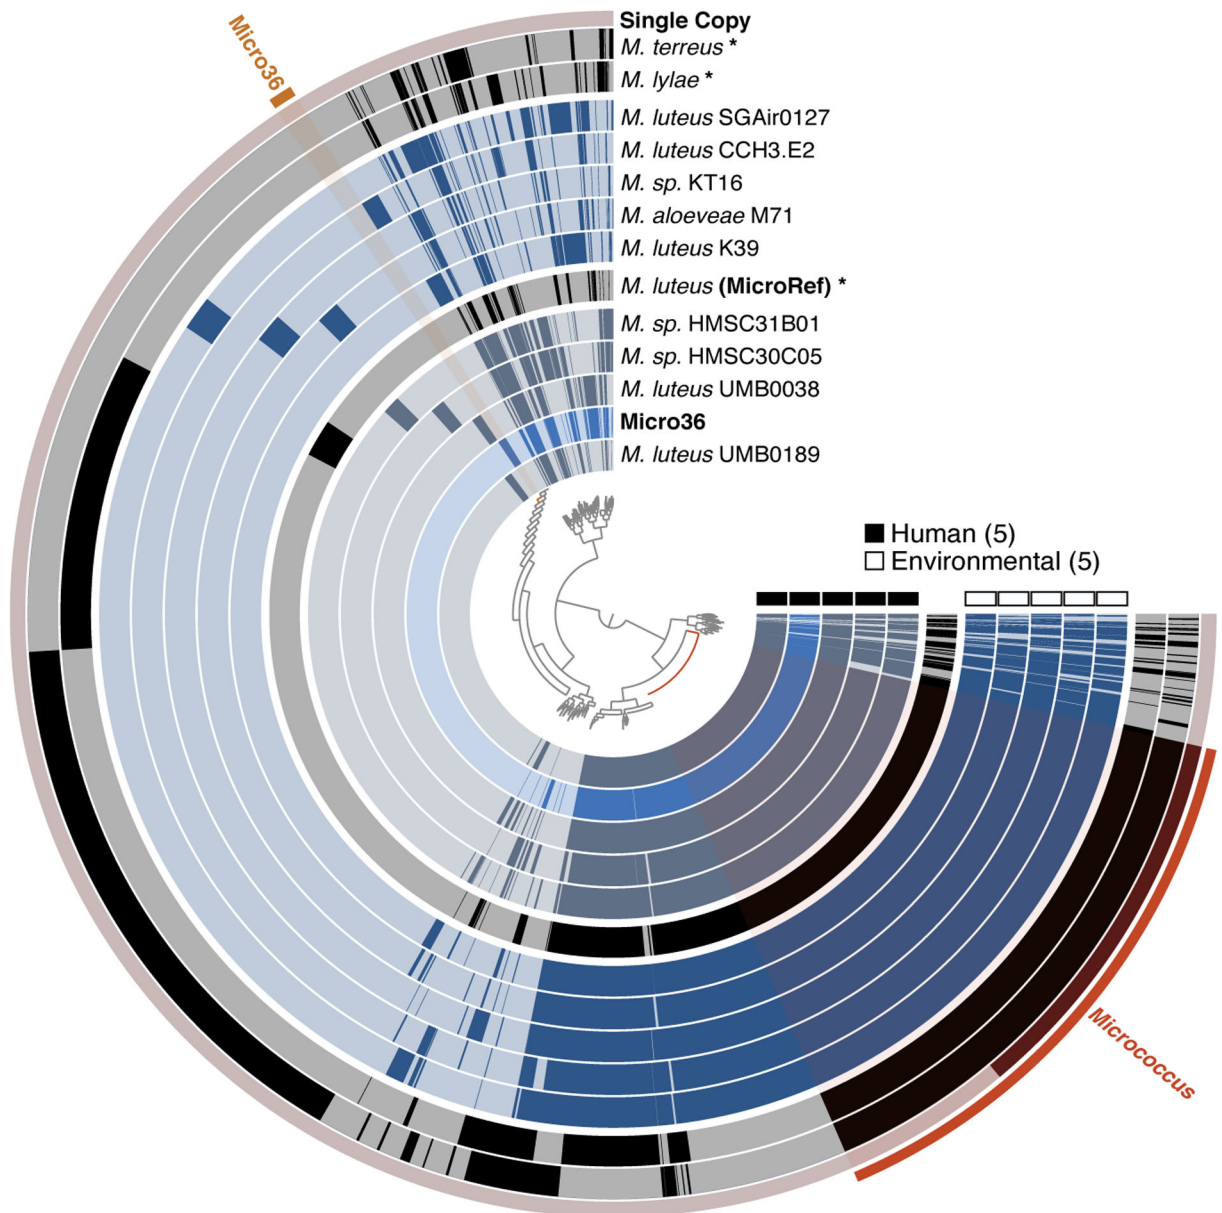 Micro36
Single Copy
M. terreus *
M. lylae *
M. luteus SGAir0127
M. luteus CCH3.E2
M. sp. KT16
M. aloeveae M71
M. luteus K39
M. luteus (MicroRef) *
M. sp. HMSC31B01
M. sp. HMSC30C05
M. luteus UMB0038
Micro36
M. luteus UMB0189
Human (5)
Environmental (5)
Micrococcus